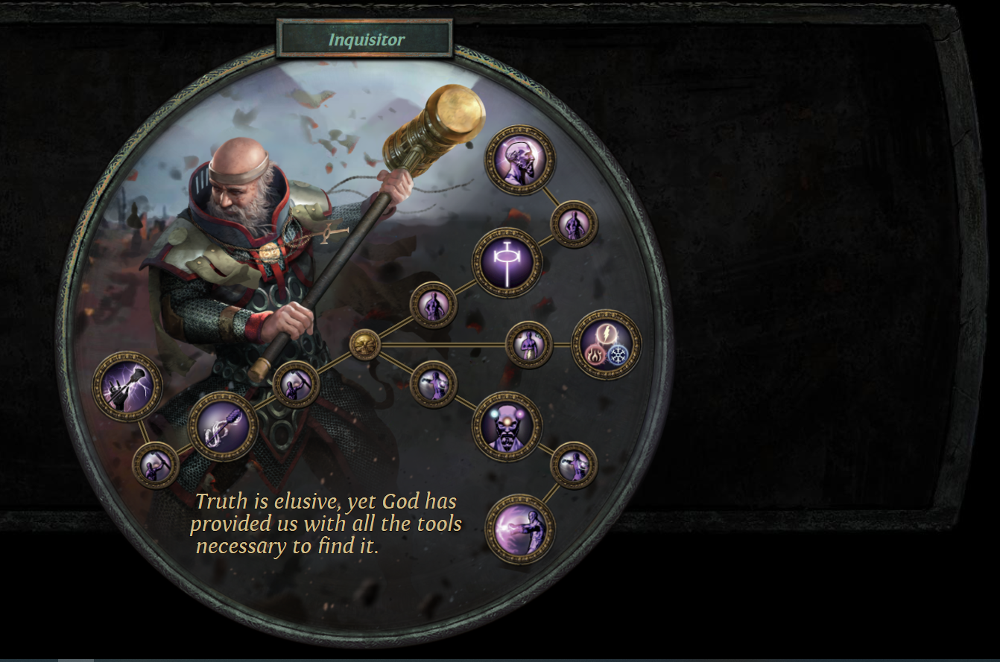 Inquisitor
Truth is elusive, yet God has
provided us with all the tools
necessary to find it.